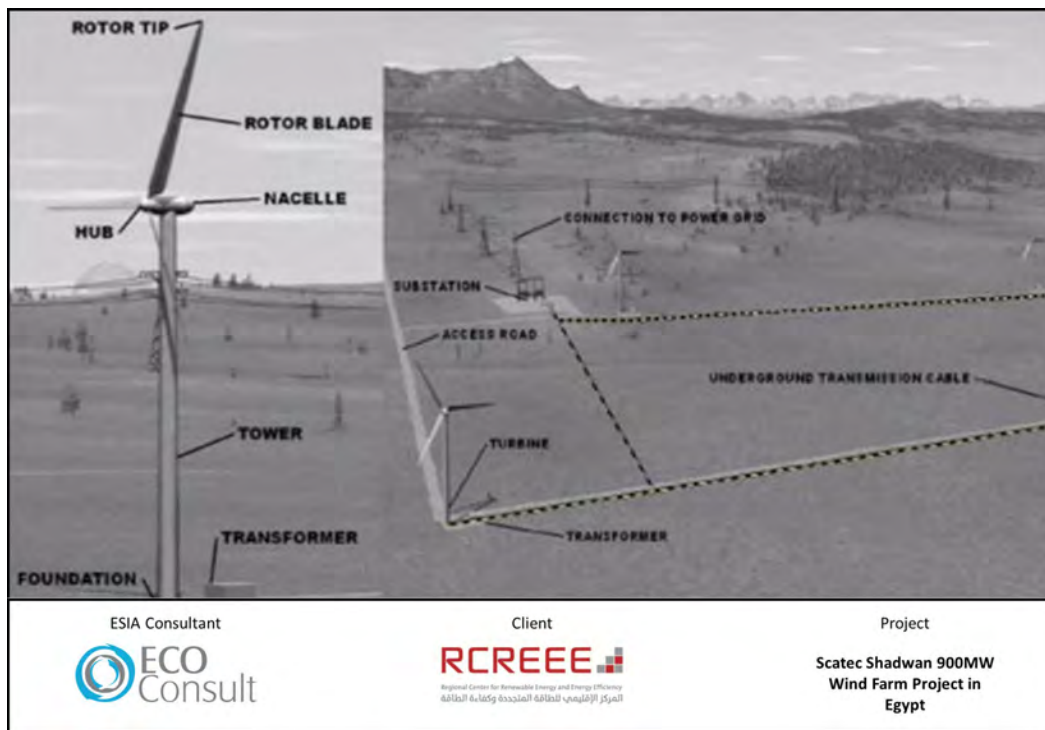 ROTOR TIP
ROTOR BLADE
NACELLE
HUB
TOWER
TRANSFORMER
FOUNDATION
CONNECTION TO POWER GRID
SUBSTATION
ACCESS ROAD
UNDERGROUND TRANSMISSION CABLE
TURBINE
TRANSFORMER
ESIA Consultant
ECO
Consult
Client
RCREEE
Regional Center for Renewable Energy and Energy Efficiency
المركز الإقليمي للطاقة المتجددة وكفاءة الطاقة
Project
Scatec Shadwan 900MW
Wind Farm Project in
Egypt